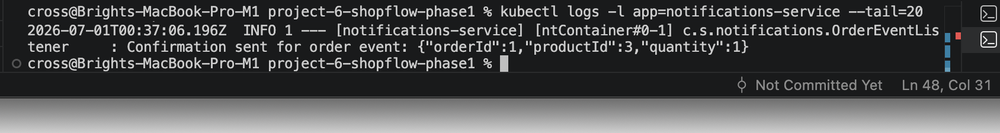 cross@Brights-MacBook-Pro-M1 project-6-shopflow-phase1 % kubectl logs -l app=notifications-service --tail=20
2026-07-01T00:37:06.196Z  INFO 1 --- [notifications-service] [ntContainer#0-1] c.s.notifications.OrderEventLis
tener     : Confirmation sent for order event: {"orderId":1,"productId":3,"quantity":1}
cross@Brights-MacBook-Pro-M1 project-6-shopflow-phase1 %
Not Committed Yet Ln 48, Col 31